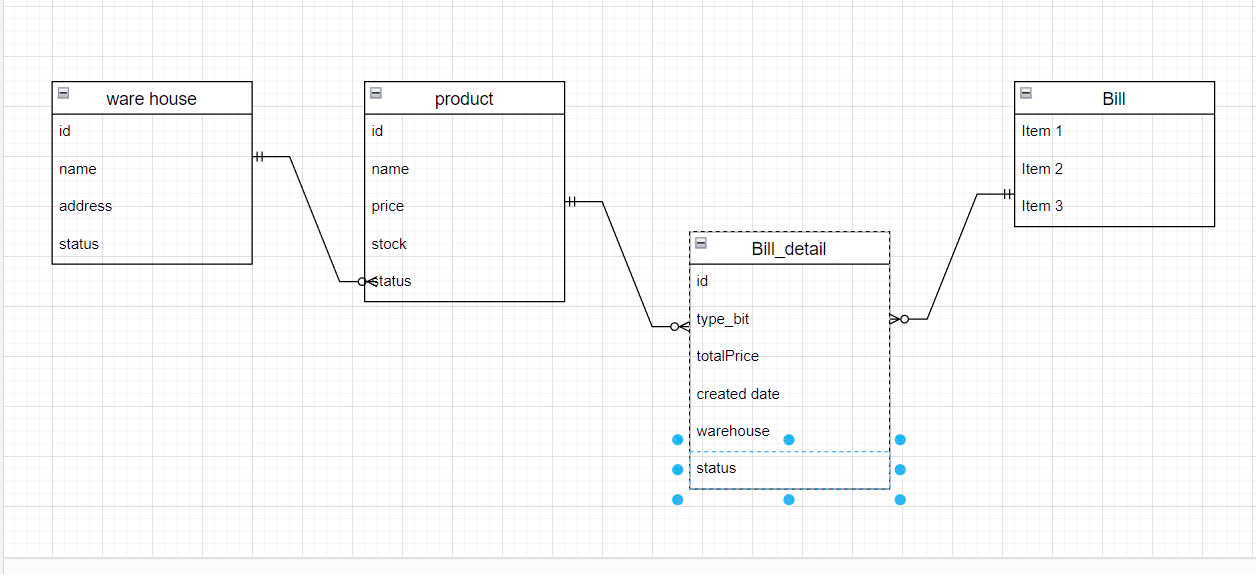 ware house
id
name
address
status
product
id
name
price
stock
status
Bill_detail
id
type_bit
totalPrice
created date
warehouse
status
Bill
Item 1
Item 2
Item 3